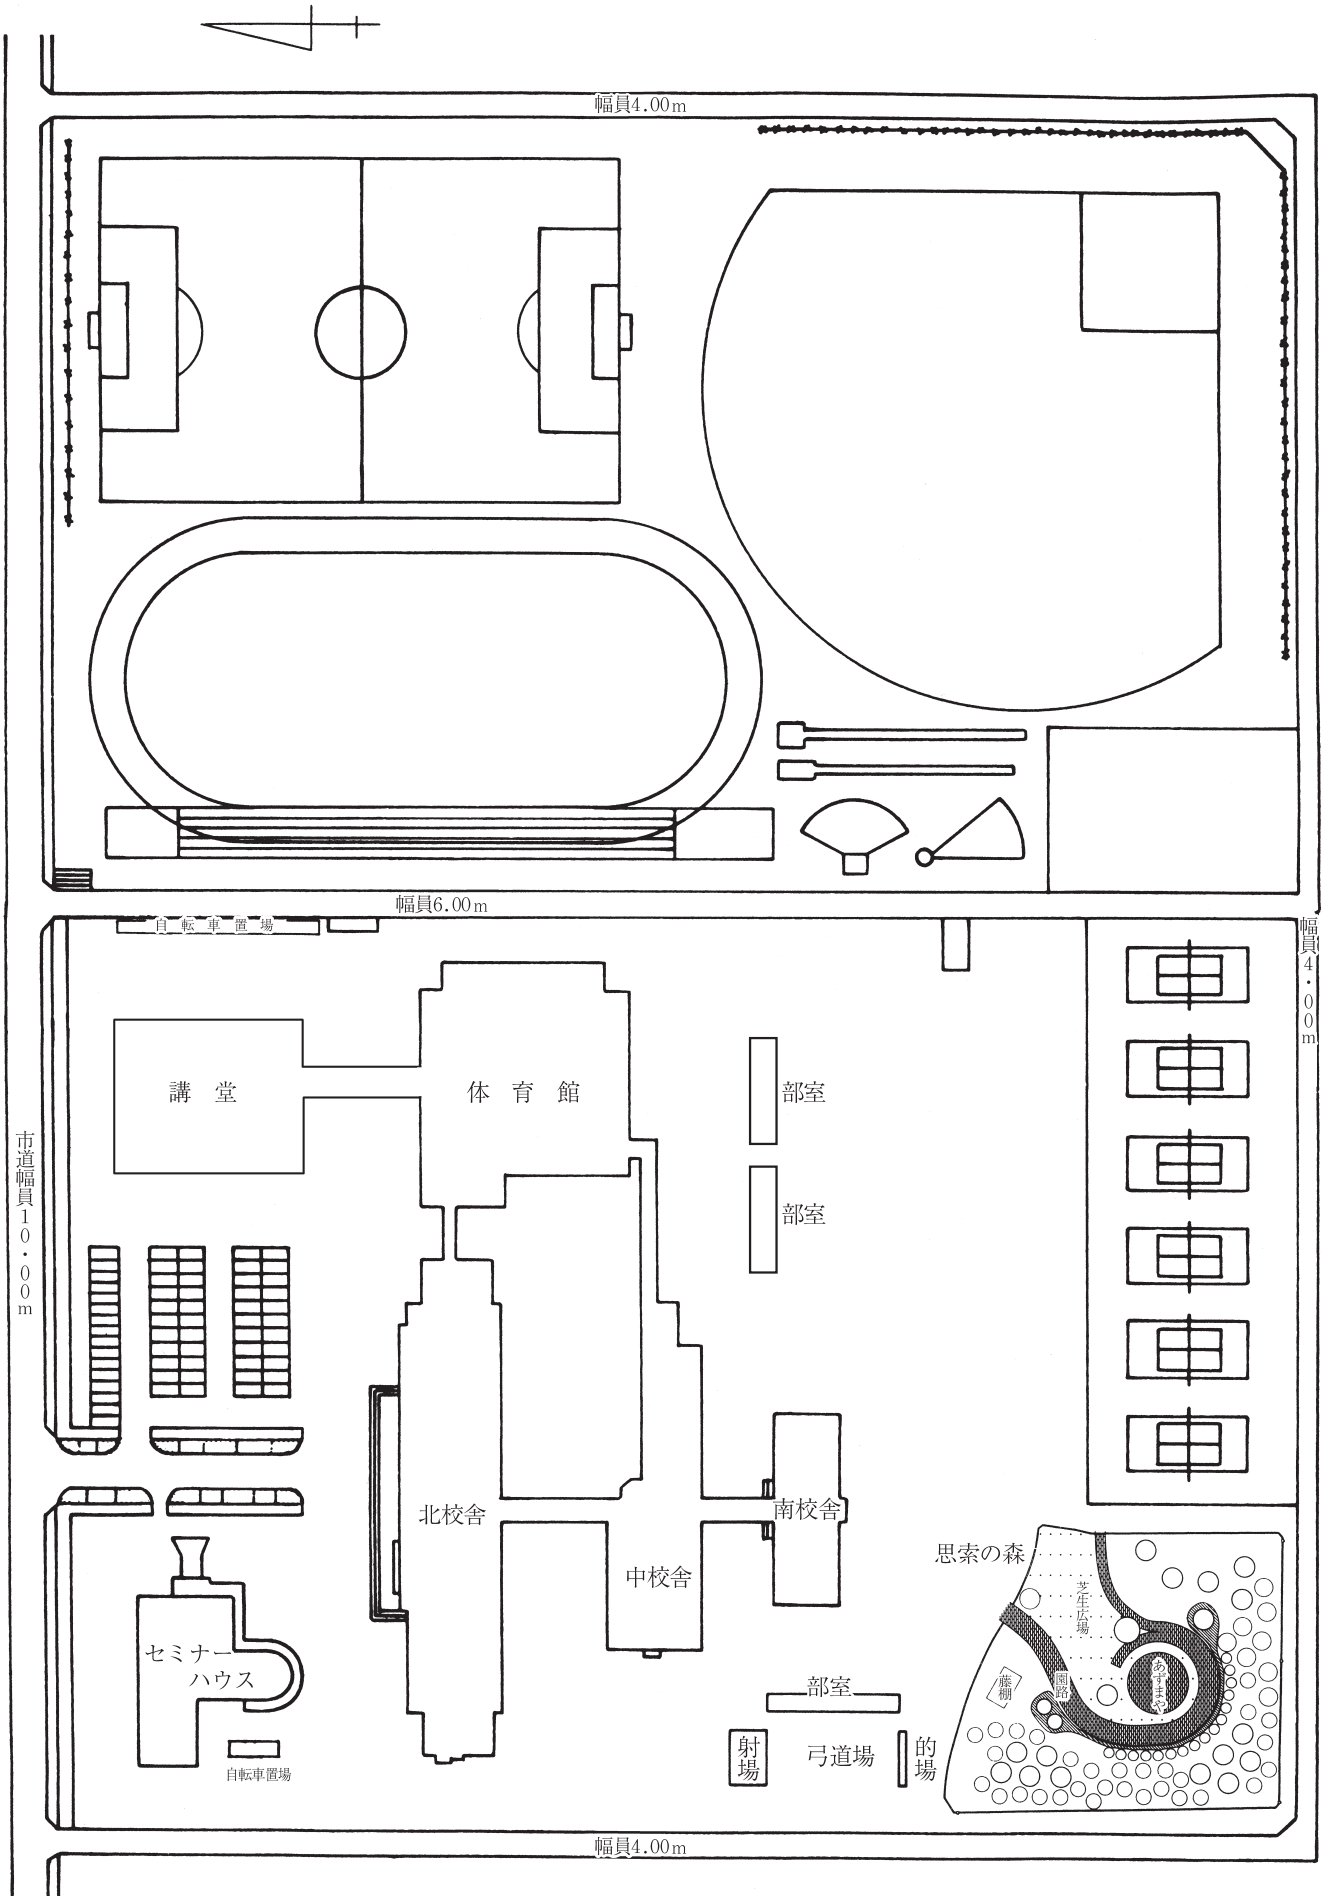 幅員4.00m
幅員6.00m
自転車置場
幅員4.00m
講堂
体育館
部室
部室
市道幅員10.00m
北校舎
南校舎
中校舎
思索の森
芝生広場
あずまや
園路
藤棚
セミナー
ハウス
部室
射場
弓道場
的場
自転車置場
幅員4.00m